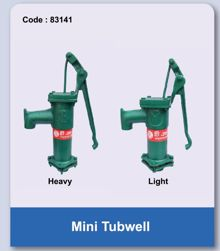 Code : 83141
Heavy
Light
Mini Tubwell